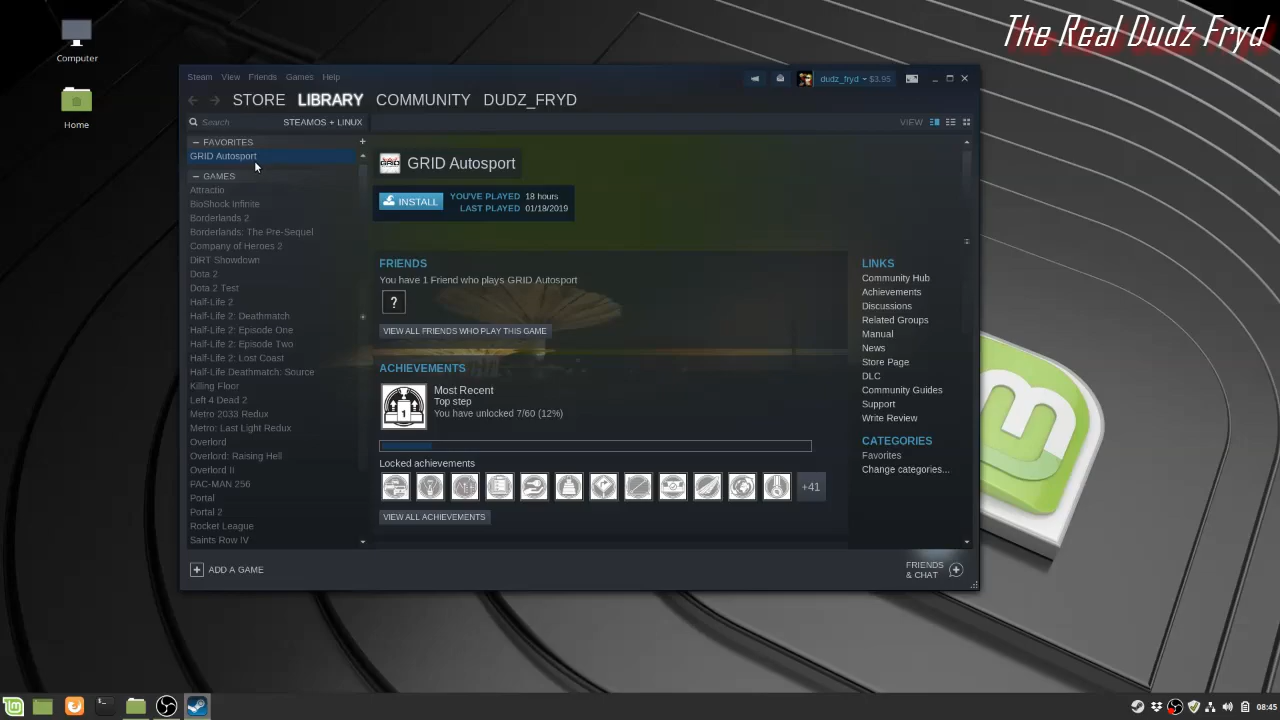 The Real Dudz Fryd
Computer
Home
Steam View Friends Games Help
dudz_fryd $3.95
STORE LIBRARY COMMUNITY DUDZ_FRYD
Search STEAMOS + LINUX
VIEW
– FAVORITES +
GRID Autosport
– GAMES
Attractio
BioShock Infinite
Borderlands 2
Borderlands: The Pre-Sequel
Company of Heroes 2
DiRT Showdown
Dota 2
Dota 2 Test
Half-Life 2
Half-Life 2: Deathmatch
Half-Life 2: Episode One
Half-Life 2: Episode Two
Half-Life 2: Lost Coast
Half-Life Deathmatch: Source
Killing Floor
Left 4 Dead 2
Metro 2033 Redux
Metro: Last Light Redux
Overlord
Overlord: Raising Hell
Overlord II
PAC-MAN 256
Portal
Portal 2
Rocket League
Saints Row IV
GRID
GRID Autosport
INSTALL
YOU'VE PLAYED 18 hours
LAST PLAYED 01/18/2019
FRIENDS
You have 1 Friend who plays GRID Autosport
?
VIEW ALL FRIENDS WHO PLAY THIS GAME
ACHIEVEMENTS
1
Most Recent
Top step
You have unlocked 7/60 (12%)
Locked achievements
+41
VIEW ALL ACHIEVEMENTS
LINKS
Community Hub
Achievements
Discussions
Related Groups
Manual
News
Store Page
DLC
Community Guides
Support
Write Review
CATEGORIES
Favorites
Change categories...
+ ADD A GAME
FRIENDS
& CHAT
08:45